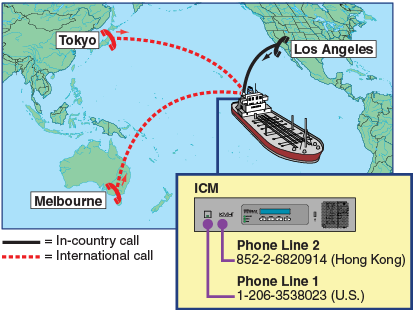 Tokyo
Los Angeles
Melbourne
= In-country call
= International call
ICM
KVH
Phone Line 2
852-2-6820914 (Hong Kong)
Phone Line 1
1-206-3538023 (U.S.)